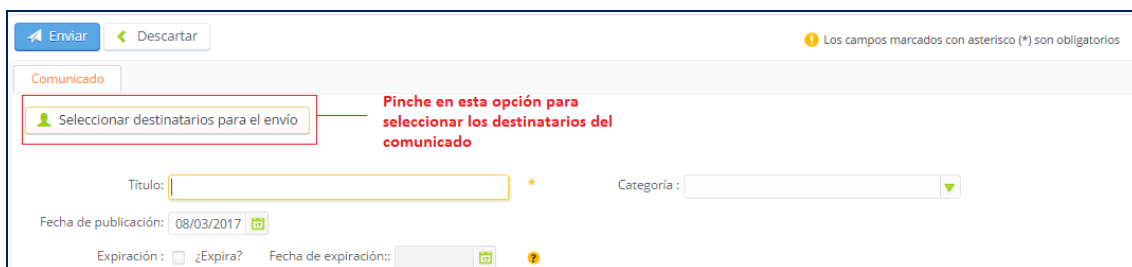 Enviar
Descartar
Los campos marcados con asterisco (*) son obligatorios
Comunicado
Seleccionar destinatarios para el envío
Pinche en esta opción para
seleccionar los destinatarios del
comunicado
Título:
*
Categoría :
Fecha de publicación: 08/03/2017
Expiración : ¿Expira? Fecha de expiración::